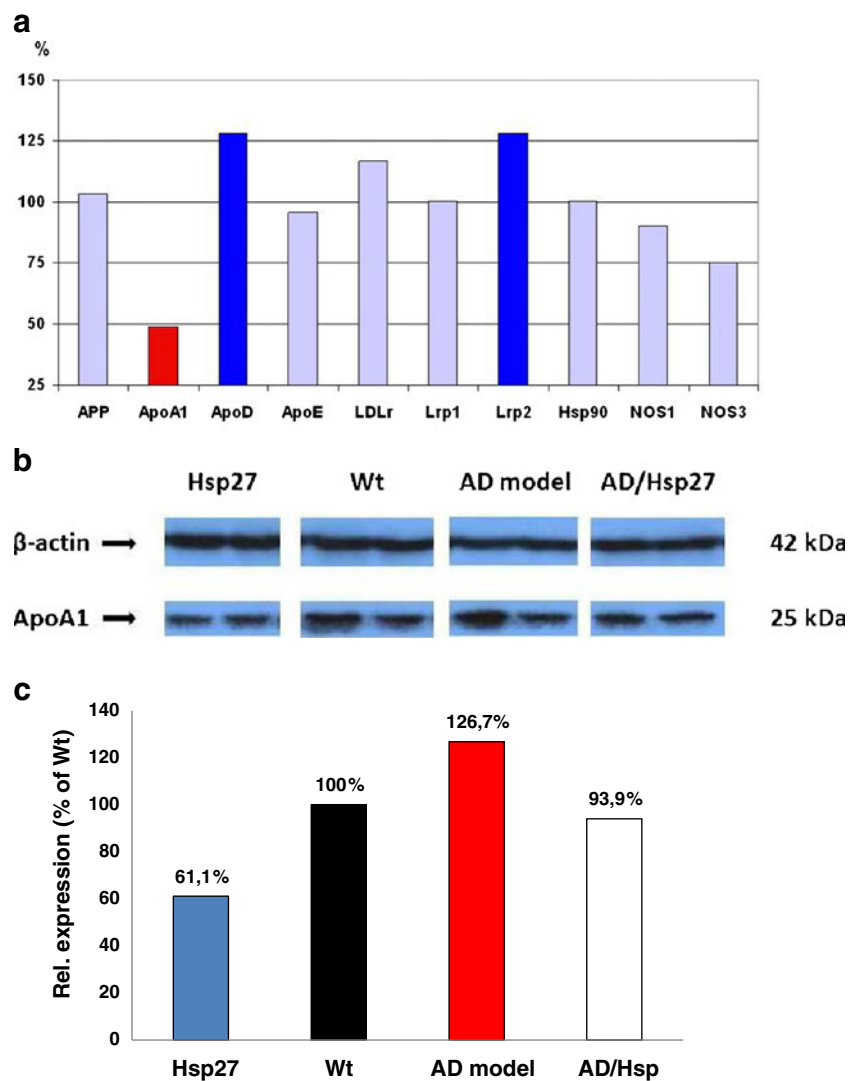 a
%
150
125
100
75
50
25
APP ApoA1 ApoD ApoE LDLr Lrp1 Lrp2 Hsp90 NOS1 NOS3
b
Hsp27 Wt AD model AD/Hsp27
β-actin 42 kDa
ApoA1 25 kDa
c
Rel. expression (% of Wt)
140
120
100
80
60
40
20
0
61,1%
100%
126,7%
93,9%
Hsp27 Wt AD model AD/Hsp